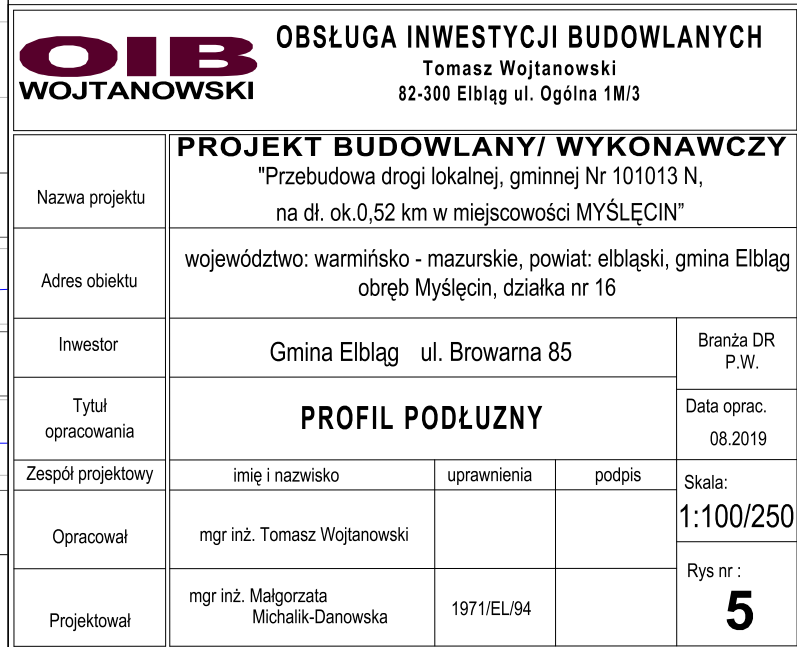 OIB
WOJTANOWSKI
OBSŁUGA INWESTYCJI BUDOWLANYCH
Tomasz Wojtanowski
82-300 Elbląg ul. Ogólna 1M/3
Nazwa projektu
PROJEKT BUDOWLANY/ WYKONAWCZY
"Przebudowa drogi lokalnej, gminnej Nr 101013 N,
na dł. ok.0,52 km w miejscowości MYŚLĘCIN”
Adres obiektu
województwo: warmińsko - mazurskie, powiat: elbląski, gmina Elbląg
obręb Myślęcin, działka nr 16
Inwestor
Gmina Elbląg ul. Browarna 85
Branża DR
P.W.
Tytuł
opracowania
PROFIL PODŁUZNY
Data oprac.
08.2019
Zespół projektowy
imię i nazwisko
uprawnienia
podpis
Skala:
1:100/250
Opracował
mgr inż. Tomasz Wojtanowski
Projektował
mgr inż. Małgorzata
Michalik-Danowska
1971/EL/94
Rys nr :
5